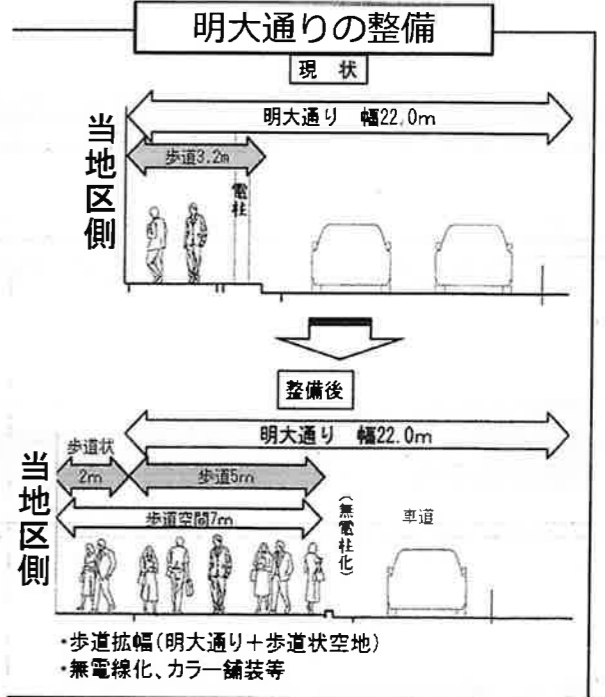 明大通りの整備
現　状
明大通り　幅22.0m
当地区側
歩道3.2m
電柱
整備後
明大通り　幅22.0m
歩道状
2m
歩道5m
当地区側
歩道空間7m
（無電柱化）
車道
・歩道拡幅(明大通り＋歩道状空地)
・無電線化、カラー舗装等